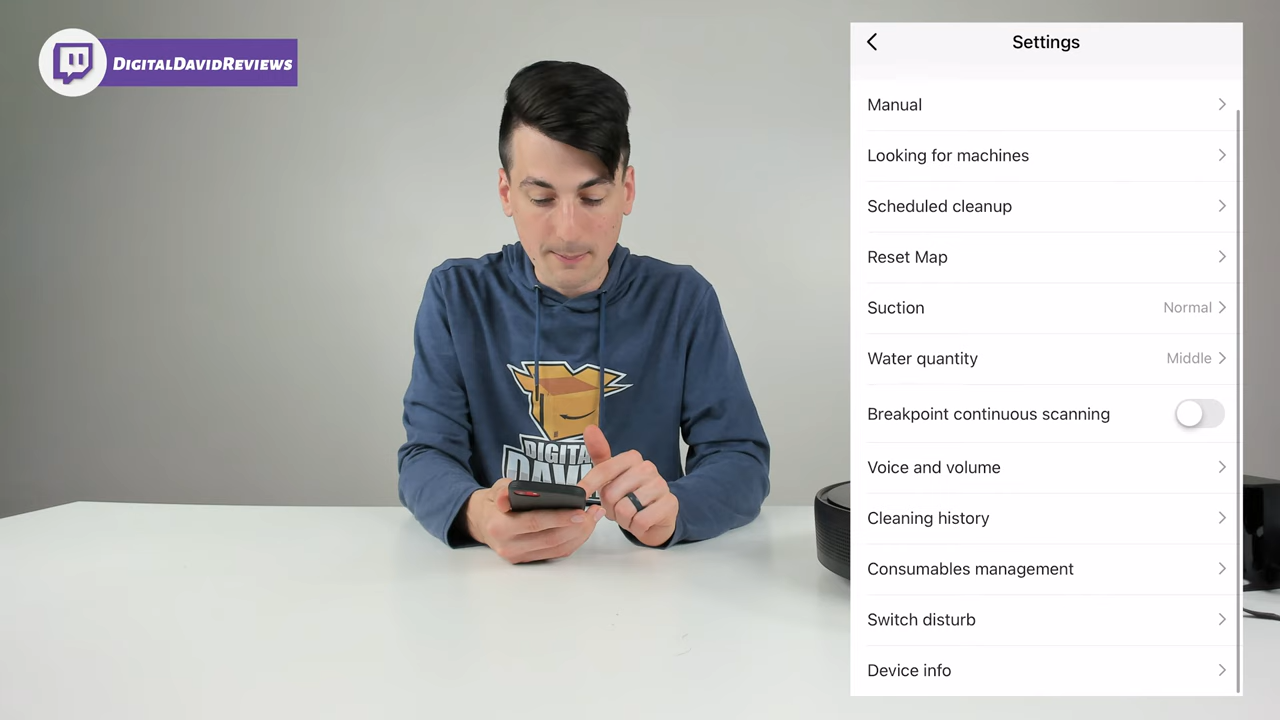 DigitalDavidReviews
Settings
Manual
Looking for machines
Scheduled cleanup
Reset Map
Suction Normal
Water quantity Middle
Breakpoint continuous scanning
Voice and volume
Cleaning history
Consumables management
Switch disturb
Device info
DIGITAL